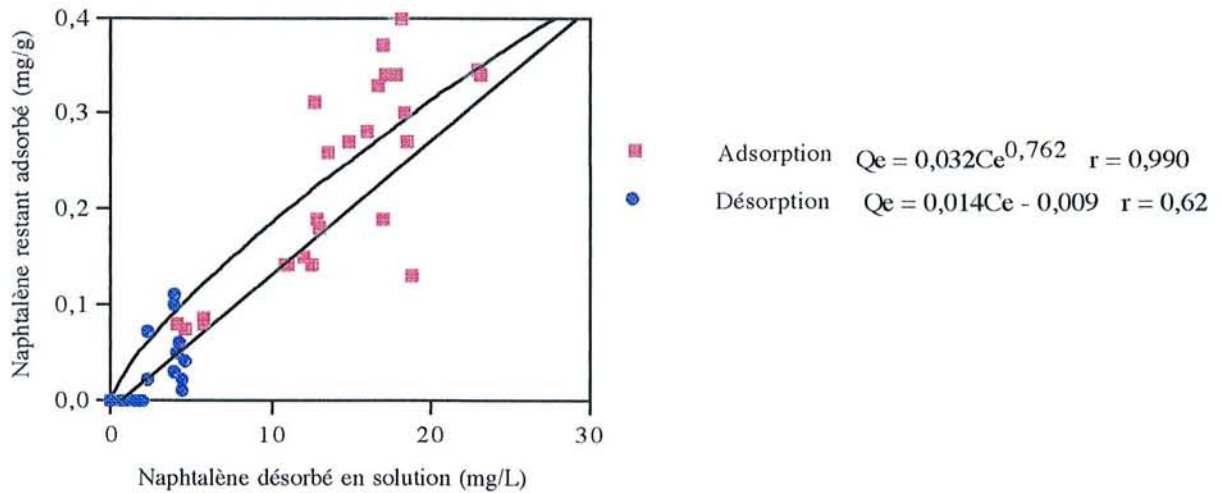 Naphtalène restant adsorbé (mg/g)
0,4
0,3
0,2
0,1
0,0
0
10
20
30
Naphtalène désorbé en solution (mg/L)
Adsorption Qe = 0,032Ce^0,762 r = 0,990
Désorption Qe = 0,014Ce - 0,009 r = 0,62